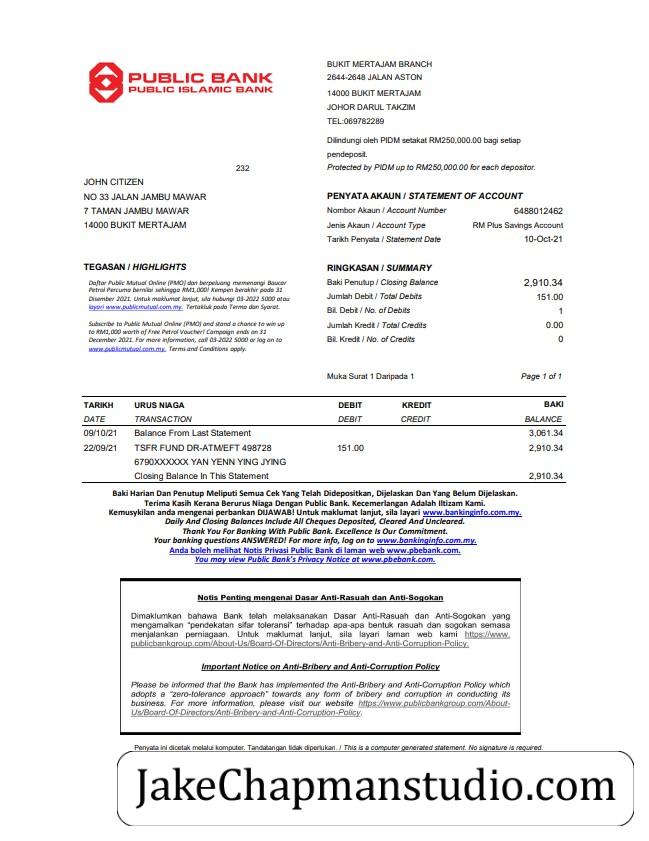 PUBLIC BANK
PUBLIC ISLAMIC BANK
BUKIT MERTAJAM BRANCH
2644-2648 JALAN ASTON
14000 BUKIT MERTAJAM
JOHOR DARUL TAKZIM
TEL:069782289
Dilindungi oleh PIDM setakat RM250,000.00 bagi setiap
pendeposit.
Protected by PIDM up to RM250,000.00 for each depositor.
232
JOHN CITIZEN
NO 33 JALAN JAMBU MAWAR
7 TAMAN JAMBU MAWAR
14000 BUKIT MERTAJAM
PENYATA AKAUN / STATEMENT OF ACCOUNT
Nombor Akaun / Account Number 6488012462
Jenis Akaun / Account Type RM Plus Savings Account
Tarikh Penyata / Statement Date 10-Oct-21
TEGASAN / HIGHLIGHTS
Daftar Public Mutual Online (PMO) dan berpeluang memenangi Baucar
Petrol Percuma bernilai sehingga RM1,000! Kempen berakhir pada 31
Disember 2021. Untuk maklumat lanjut, sila hubungi 03-2022 5000 atau
layari www.publicmutual.com.my. Tertakluk pada Terma dan Syarat.
Subscribe to Public Mutual Online (PMO) and stand a chance to win up
to RM1,000 worth of Free Petrol Voucher! Campaign ends on 31
December 2021. For more information, call 03-2022 5000 or log on to
www.publicmutual.com.my. Terms and Conditions apply.
RINGKASAN / SUMMARY
Baki Penutup / Closing Balance 2,910.34
Jumlah Debit / Total Debits 151.00
Bil. Debit / No. of Debits 1
Jumlah Kredit / Total Credits 0.00
Bil. Kredit / No. of Credits 0
Muka Surat 1 Daripada 1 Page 1 of 1
TARIKH URUS NIAGA DEBIT KREDIT BAKI
DATE TRANSACTION DEBIT CREDIT BALANCE
09/10/21 Balance From Last Statement 3,061.34
22/09/21 TSFR FUND DR-ATM/EFT 498728 151.00 2,910.34
6790XXXXXX YAN YENN YING JYING
Closing Balance In This Statement 2,910.34
Baki Harian Dan Penutup Meliputi Semua Cek Yang Telah Didepositkan, Dijelaskan Dan Yang Belum Dijelaskan.
Terima Kasih Kerana Berurus Niaga Dengan Public Bank. Kecemerlangan Adalah Iltizam Kami.
Kemusykilan anda mengenai perbankan DIJAWAB! Untuk maklumat lanjut, sila layari www.bankinginfo.com.my.
Daily And Closing Balances Include All Cheques Deposited, Cleared And Uncleared.
Thank You For Banking With Public Bank. Excellence Is Our Commitment.
Your banking questions ANSWERED! For more info, log on to www.bankinginfo.com.my.
Anda boleh melihat Notis Privasi Public Bank di laman web www.pbebank.com.
You may view Public Bank's Privacy Notice at www.pbebank.com.
Notis Penting mengenai Dasar Anti-Rasuah dan Anti-Sogokan
Dimaklumkan bahawa Bank telah melaksanakan Dasar Anti-Rasuah dan Anti-Sogokan yang
mengamalkan "pendekatan sifar toleransi" terhadap apa-apa bentuk rasuah dan sogokan semasa
menjalankan perniagaan. Untuk maklumat lanjut, sila layari laman web kami https://www.
publicbankgroup.com/About-Us/Board-Of-Directors/Anti-Bribery-and-Anti-Corruption-Policy.
Important Notice on Anti-Bribery and Anti-Corruption Policy
Please be informed that the Bank has implemented the Anti-Bribery and Anti-Corruption Policy which
adopts a "zero-tolerance approach" towards any form of bribery and corruption in conducting its
business. For more information, please visit our website https://www.publicbankgroup.com/About-
Us/Board-Of-Directors/Anti-Bribery-and-Anti-Corruption-Policy.
Penyata ini dicetak melalui komputer. Tandatangan tidak diperlukan. / This is a computer generated statement. No signature is required.
JakeChapmanstudio.com